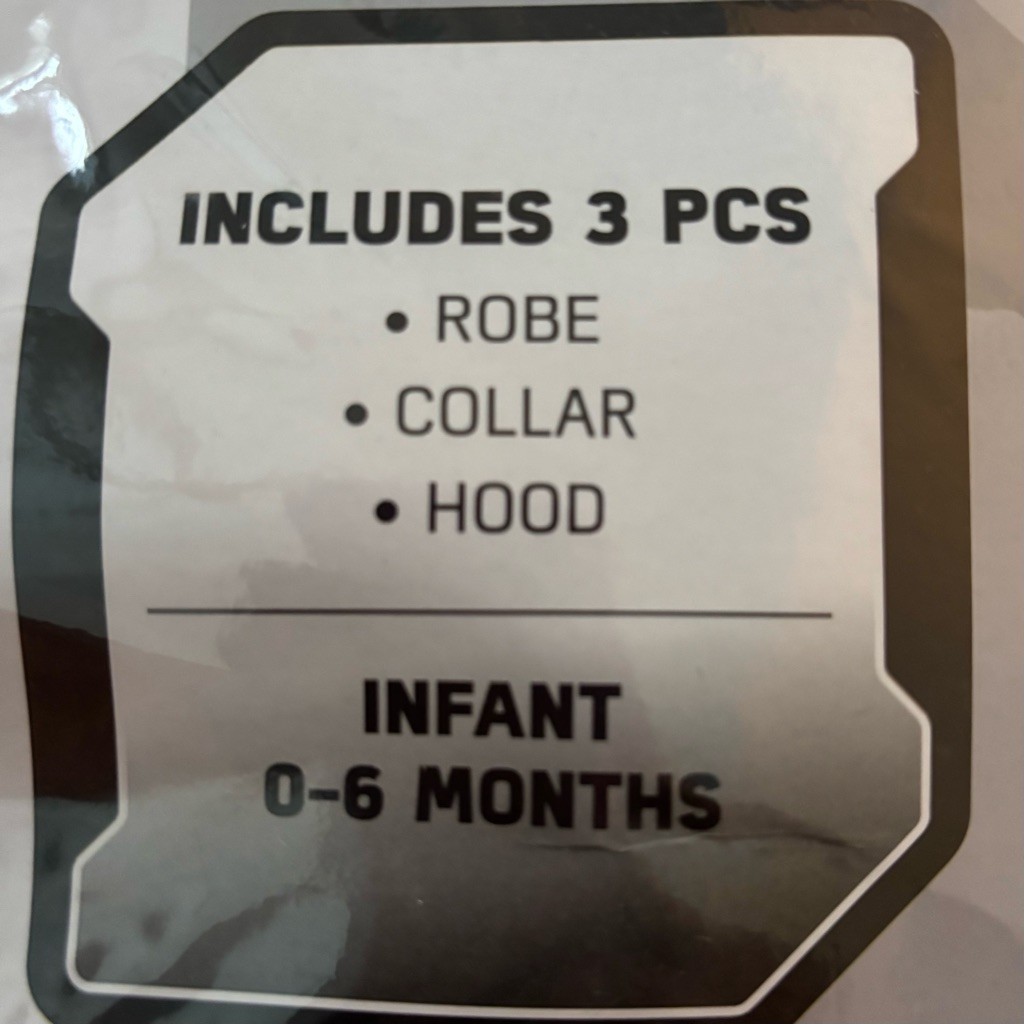 INCLUDES 3 PCS
• ROBE
• COLLAR
• HOOD
INFANT
0-6 MONTHS